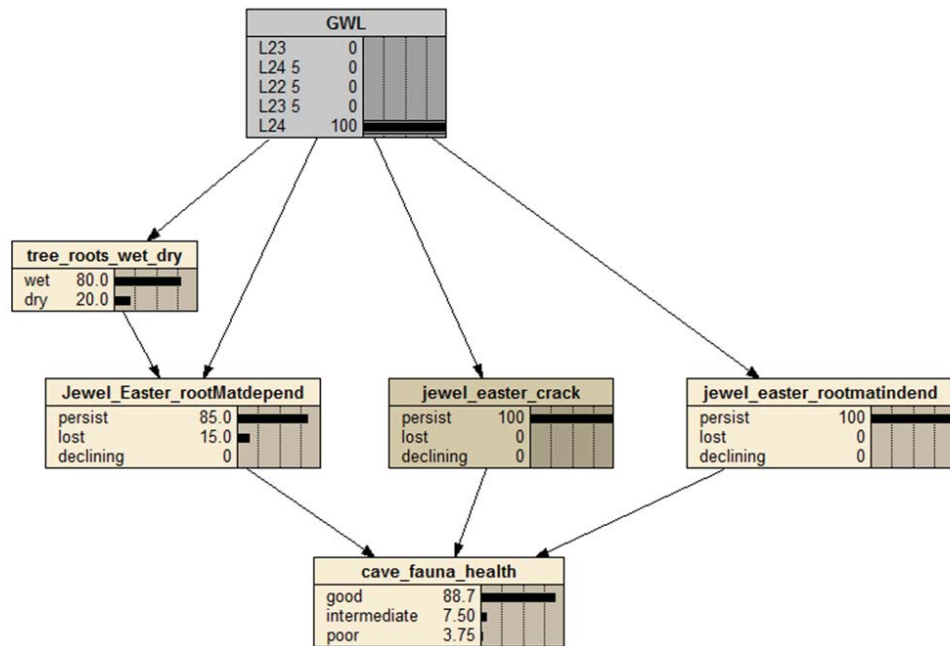 GWL
L23 0
L24 5 0
L22 5 0
L23 5 0
L24 100
tree_roots_wet_dry
wet 80.0
dry 20.0
Jewel_Easter_rootMatdepend
persist 85.0
lost 15.0
declining 0
jewel_easter_crack
persist 100
lost 0
declining 0
jewel_easter_rootmatindend
persist 100
lost 0
declining 0
cave_fauna_health
good 88.7
intermediate 7.50
poor 3.75